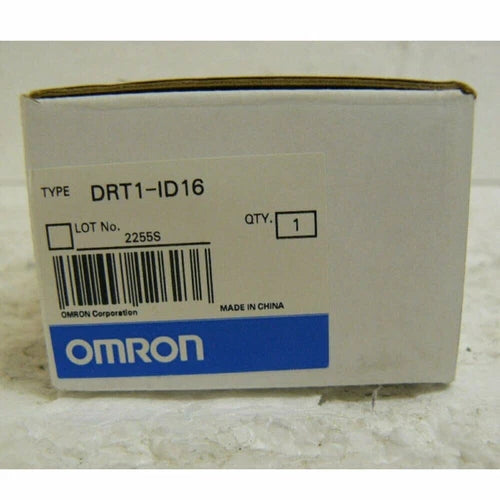 TYPE DRT1-ID16
LOT No. 2255S QTY. 1
OMRON Corporation MADE IN CHINA
OMRON